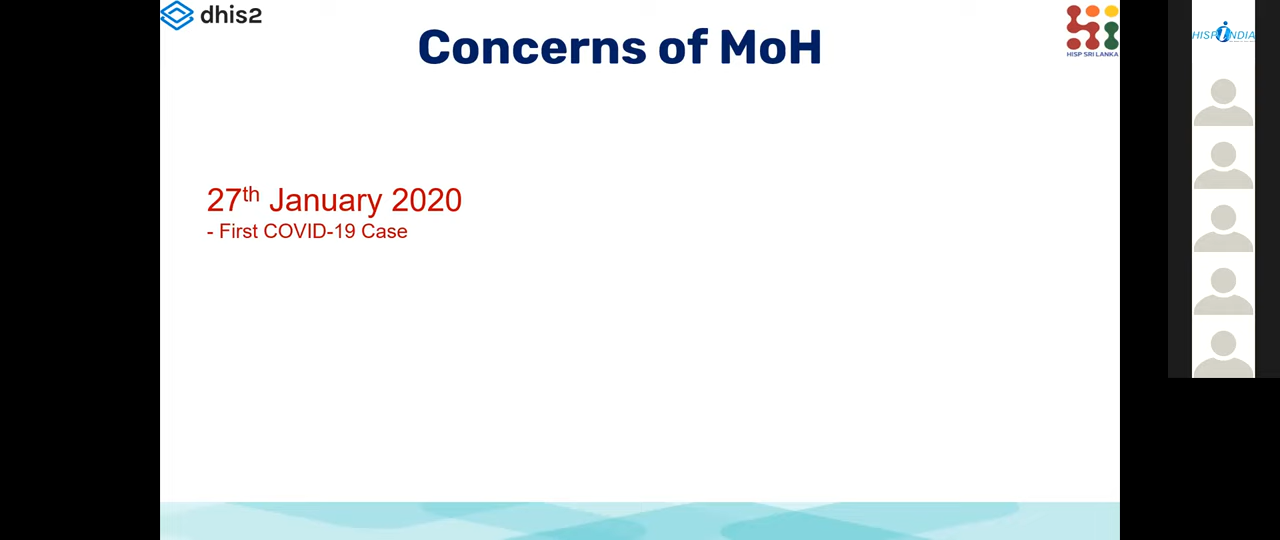 dhis2
Concerns of MoH
HISP SRI LANKA
HISP INDIA
27th January 2020
- First COVID-19 Case